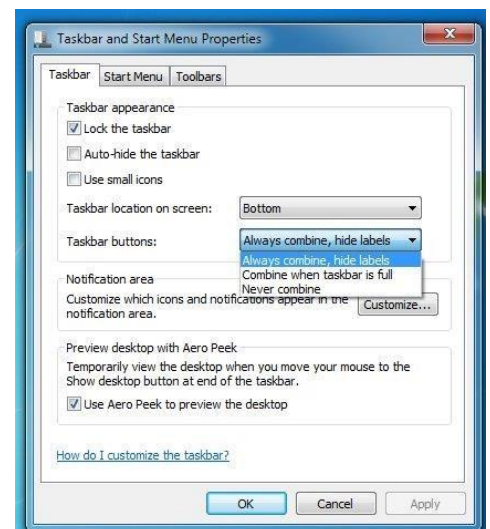 Taskbar and Start Menu Properties
Taskbar Start Menu Toolbars
Taskbar appearance
Lock the taskbar
Auto-hide the taskbar
Use small icons
Taskbar location on screen: Bottom
Taskbar buttons: Always combine, hide labels
Always combine, hide labels
Combine when taskbar is full
Never combine
Notification area
Customize which icons and notifications appear in the
notification area.
Customize...
Preview desktop with Aero Peek
Temporarily view the desktop when you move your mouse to the
Show desktop button at end of the taskbar.
Use Aero Peek to preview the desktop
How do I customize the taskbar?
OK Cancel Apply